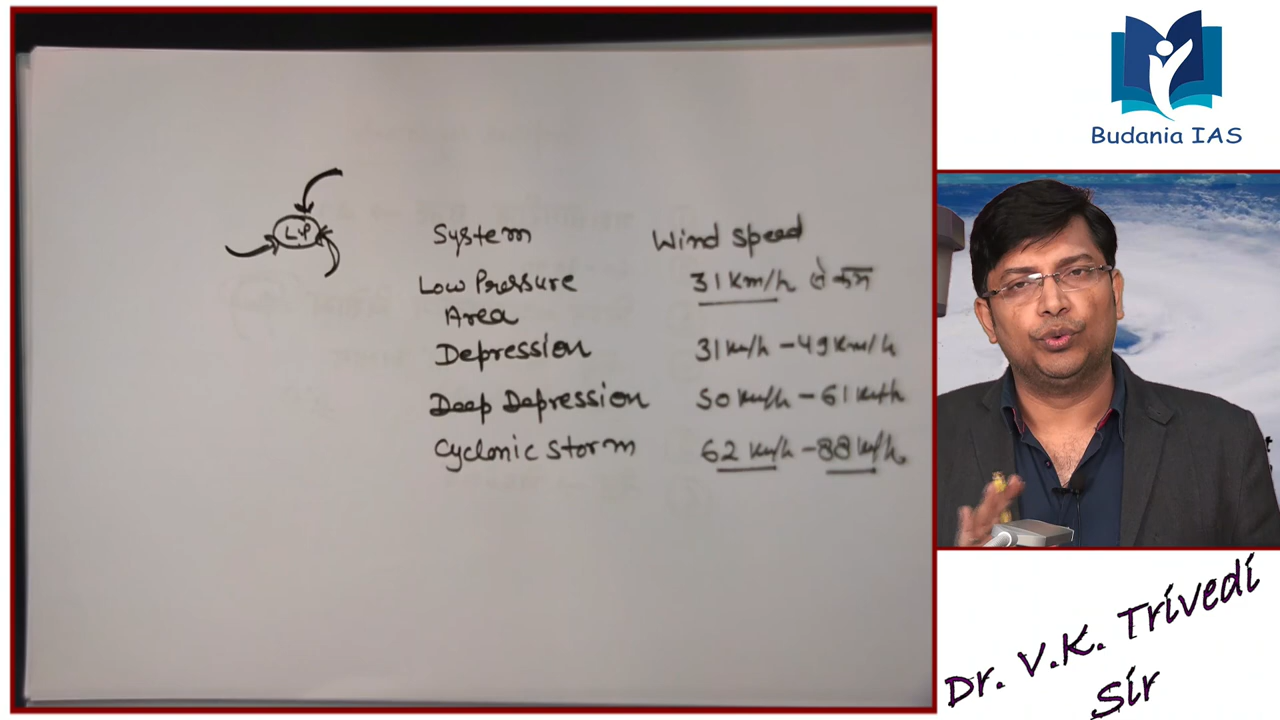 Budania IAS
LP
System Wind Speed
Low Pressure 31 Km/h से कम
Area
Depression 31 Km/h - 49 Km/h
Deep Depression 50 Km/h - 61 Km/h
Cyclonic Storm 62 Km/h - 88 Km/h
Dr. V.K. Trivedi
Sir